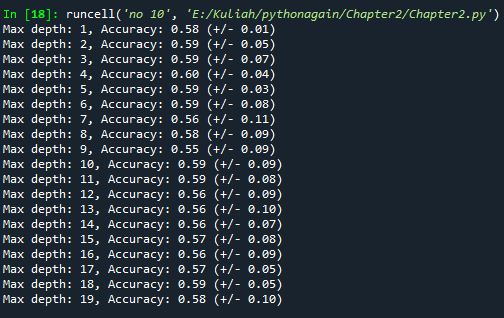 In [18]: runcell('no 10', 'E:/Kuliah/pythonagain/Chapter2/Chapter2.py')
Max depth: 1, Accuracy: 0.58 (+/- 0.01)
Max depth: 2, Accuracy: 0.59 (+/- 0.05)
Max depth: 3, Accuracy: 0.59 (+/- 0.07)
Max depth: 4, Accuracy: 0.60 (+/- 0.04)
Max depth: 5, Accuracy: 0.59 (+/- 0.03)
Max depth: 6, Accuracy: 0.59 (+/- 0.08)
Max depth: 7, Accuracy: 0.56 (+/- 0.11)
Max depth: 8, Accuracy: 0.58 (+/- 0.09)
Max depth: 9, Accuracy: 0.55 (+/- 0.09)
Max depth: 10, Accuracy: 0.59 (+/- 0.09)
Max depth: 11, Accuracy: 0.59 (+/- 0.08)
Max depth: 12, Accuracy: 0.56 (+/- 0.09)
Max depth: 13, Accuracy: 0.56 (+/- 0.10)
Max depth: 14, Accuracy: 0.56 (+/- 0.07)
Max depth: 15, Accuracy: 0.57 (+/- 0.08)
Max depth: 16, Accuracy: 0.56 (+/- 0.09)
Max depth: 17, Accuracy: 0.57 (+/- 0.05)
Max depth: 18, Accuracy: 0.59 (+/- 0.05)
Max depth: 19, Accuracy: 0.58 (+/- 0.10)